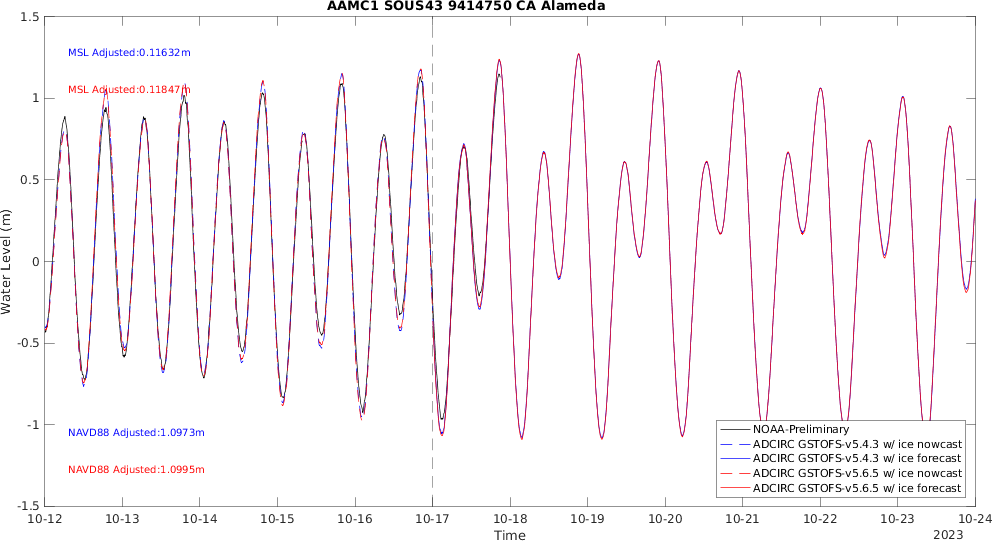 AAMC1 SOUS43 9414750 CA Alameda
1.5
1
0.5
0
-0.5
-1
-1.5
Water Level (m)
MSL Adjusted:0.11632m
MSL Adjusted:0.11847m
NAVD88 Adjusted:1.0973m
NAVD88 Adjusted:1.0995m
NOAA-Preliminary
ADCIRC GSTOFS-v5.4.3 w/ ice nowcast
ADCIRC GSTOFS-v5.4.3 w/ ice forecast
ADCIRC GSTOFS-v5.6.5 w/ ice nowcast
ADCIRC GSTOFS-v5.6.5 w/ ice forecast
10-12 10-13 10-14 10-15 10-16 10-17 10-18 10-19 10-20 10-21 10-22 10-23 10-24
Time
2023